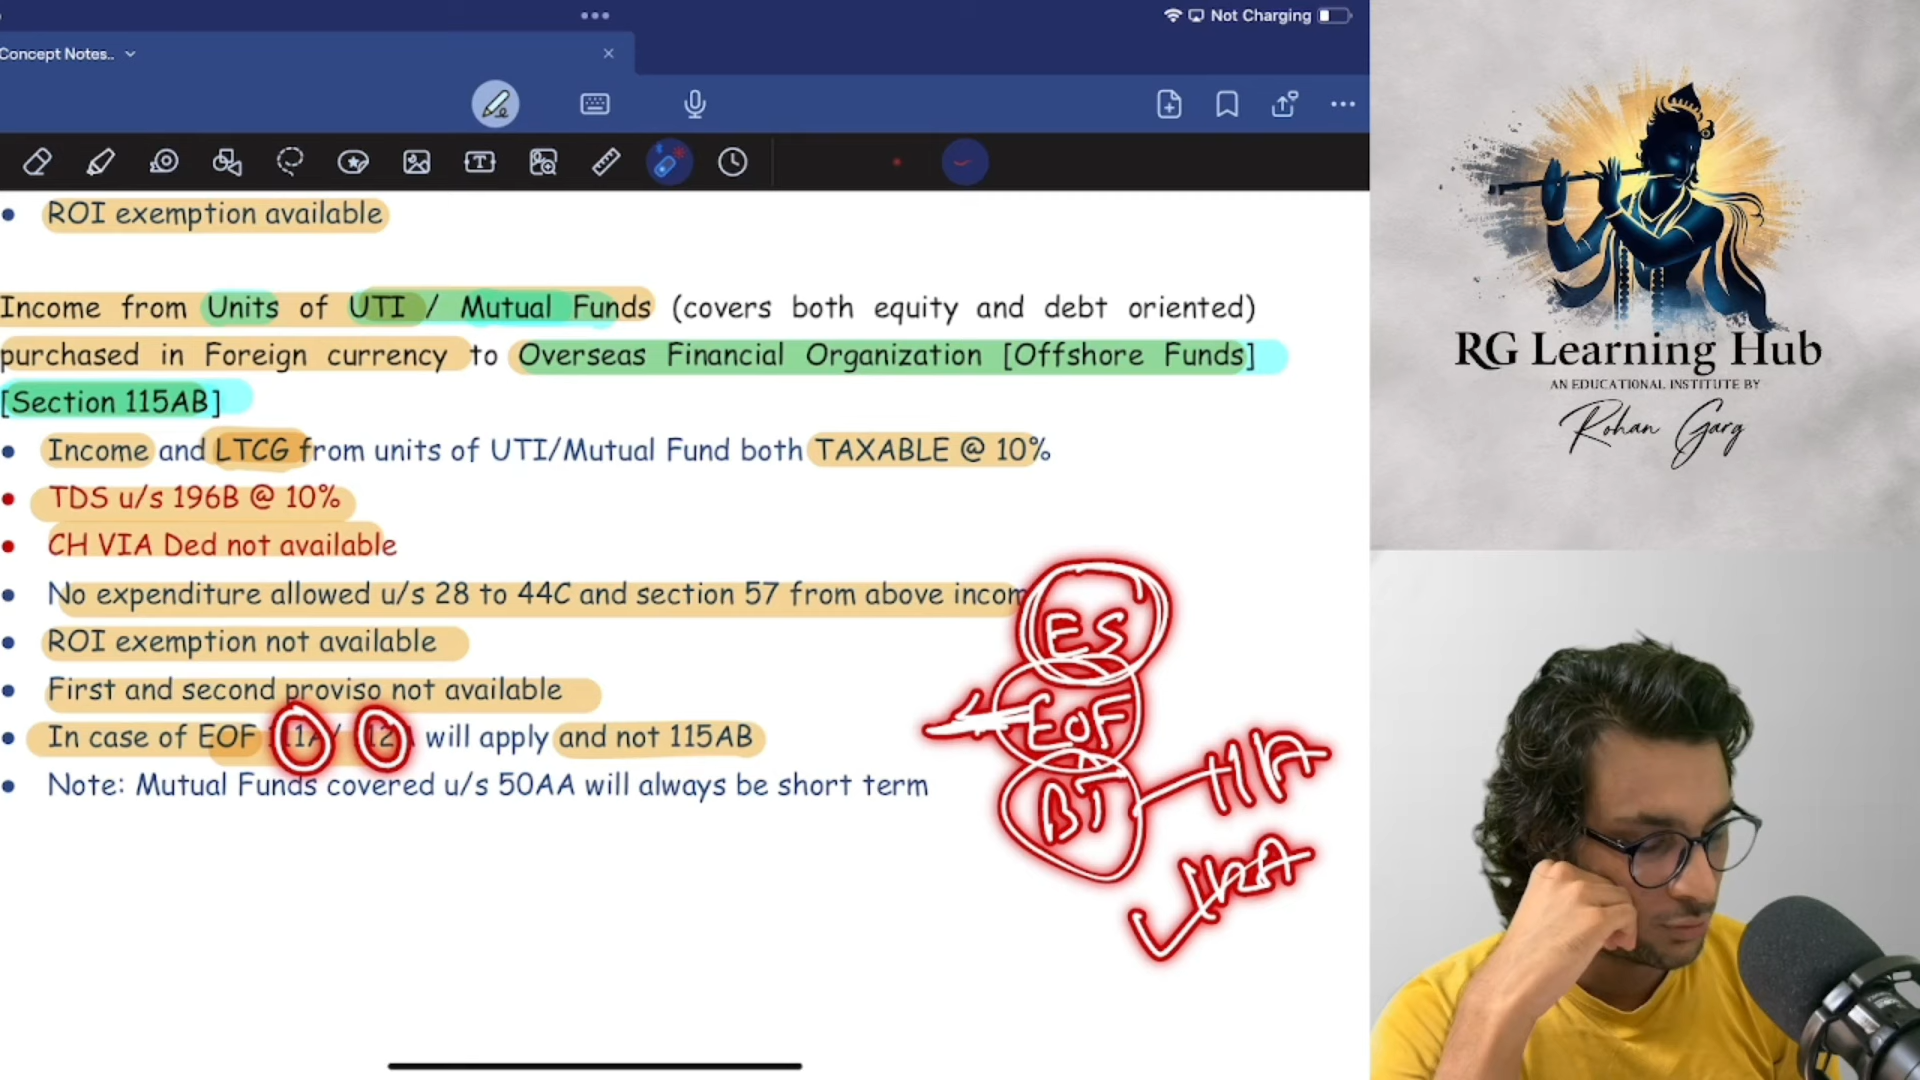 Not Charging
Concept Notes..
ROI exemption available
Income from Units of UTI / Mutual Funds (covers both equity and debt oriented)
purchased in Foreign currency to Overseas Financial Organization [Offshore Funds]
[Section 115AB]
Income and LTCG from units of UTI/Mutual Fund both TAXABLE @ 10%
TDS u/s 196B @ 10%
CH VIA Ded not available
No expenditure allowed u/s 28 to 44C and section 57 from above incom
ROI exemption not available
First and second proviso not available
In case of EOF will apply and not 115AB
Note: Mutual Funds covered u/s 50AA will always be short term
ES
EOF
BT
RG Learning Hub
AN EDUCATIONAL INSTITUTE BY
Rohan Garg